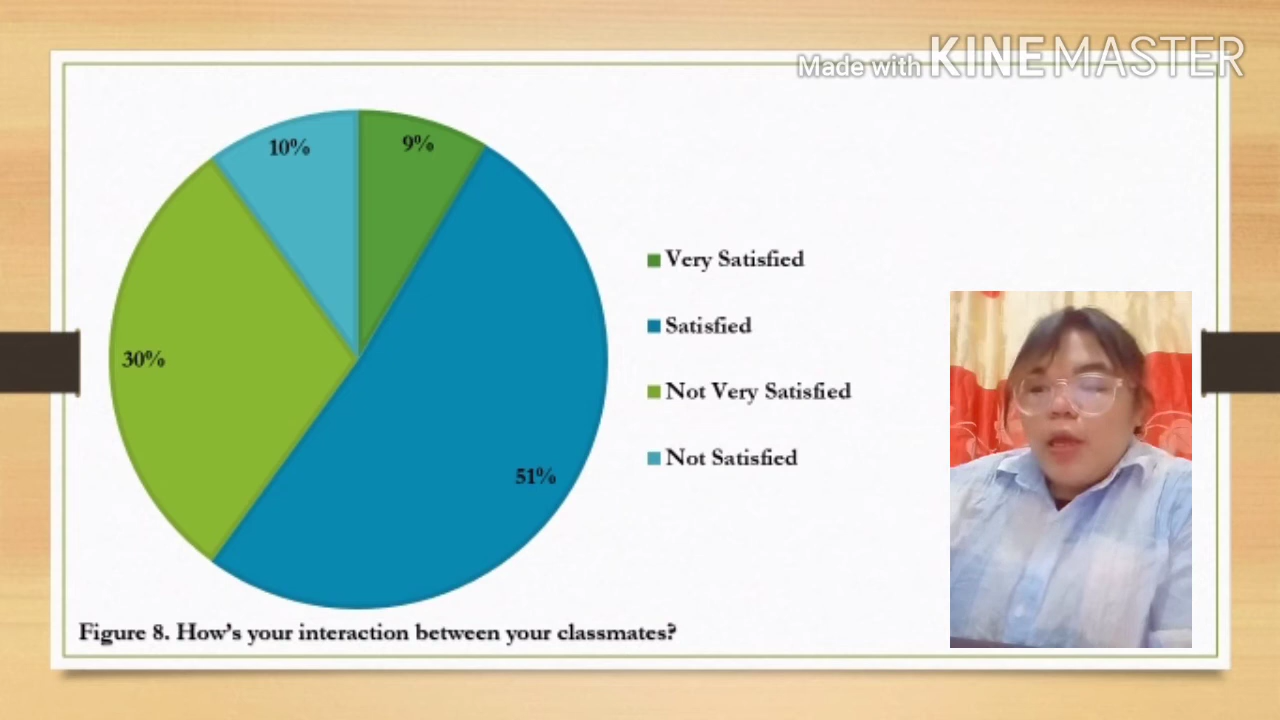 Made with KINEMASTER
10%
9%
30%
51%
Very Satisfied
Satisfied
Not Very Satisfied
Not Satisfied
Figure 8. How's your interaction between your classmates?